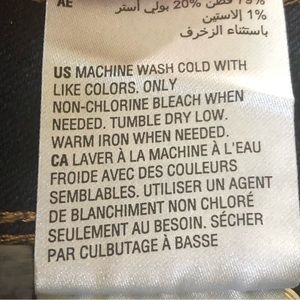 AE
79% قطن 20% بولي أستر
1% إلاستين
باستثناء الزخرف
US MACHINE WASH COLD WITH
LIKE COLORS. ONLY
NON-CHLORINE BLEACH WHEN
NEEDED. TUMBLE DRY LOW.
WARM IRON WHEN NEEDED.
CA LAVER À LA MACHINE À L'EAU
FROIDE AVEC DES COULEURS
SEMBLABLES. UTILISER UN AGENT
DE BLANCHIMENT NON CHLORÉ
SEULEMENT AU BESOIN. SÉCHER
PAR CULBUTAGE À BASSE